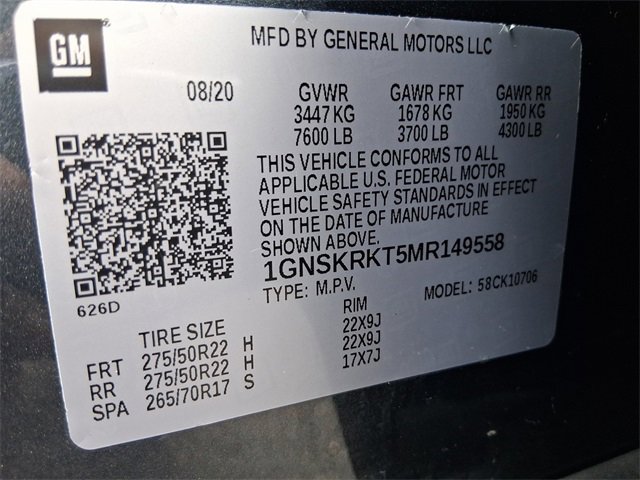 GM
MFD BY GENERAL MOTORS LLC
08/20 GVWR GAWR FRT GAWR RR
3447 KG 1678 KG 1950 KG
7600 LB 3700 LB 4300 LB
THIS VEHICLE CONFORMS TO ALL
APPLICABLE U.S. FEDERAL MOTOR
VEHICLE SAFETY STANDARDS IN EFFECT
ON THE DATE OF MANUFACTURE
SHOWN ABOVE.
1GNSKRKT5MR149558
TYPE: M.P.V. MODEL: 58CK10706
626D
TIRE SIZE RIM
FRT 275/50R22 H 22X9J
RR 275/50R22 H 22X9J
SPA 265/70R17 S 17X7J